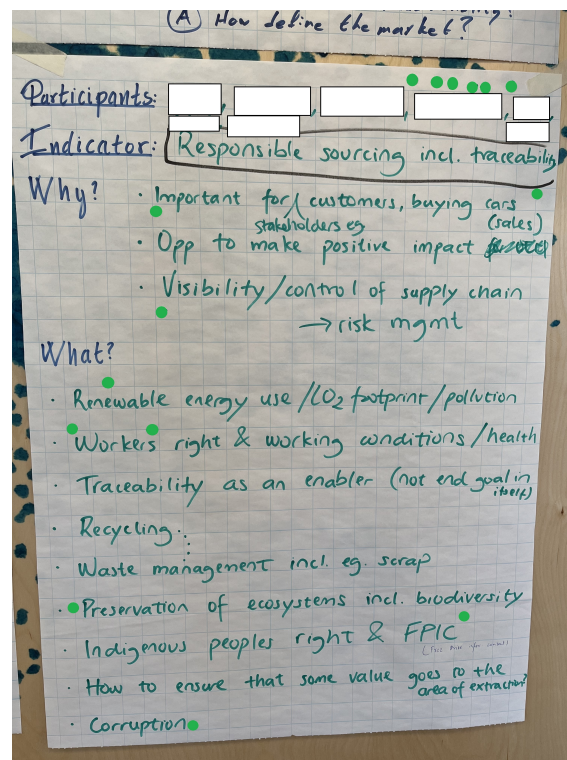 (A) How define the market?
Participants: , , , ,
Indicator: Responsible sourcing incl. traceability
Why?
· Important for stakeholders eg customers, buying cars (sales)
· Opp to make positive impact
· Visibility/control of supply chain
→ risk mgmt
What?
· Renewable energy use /CO2 footprint/pollution
· Workers right & working conditions/health
· Traceability as an enabler (not end goal in itself)
· Recycling
· Waste management incl. eg. scrap
· Preservation of ecosystems incl. biodiversity
· Indigenous peoples right & FPIC
· How to ensure that some value goes to the area of extraction?
· Corruption